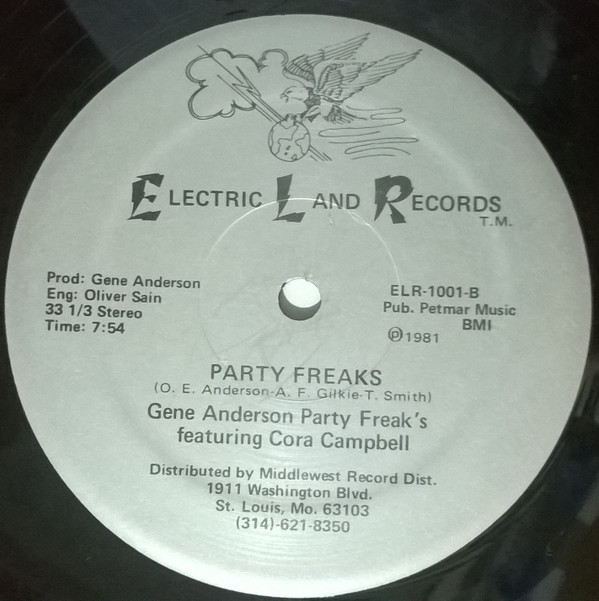 ELECTRIC LAND RECORDS
T.M.
Prod: Gene Anderson
Eng: Oliver Sain
33 1/3 Stereo
Time: 7:54
ELR-1001-B
Pub. Petmar Music
BMI
℗1981
PARTY FREAKS
(O. E. Anderson-A. F. Gilkie-T. Smith)
Gene Anderson Party Freak's
featuring Cora Campbell
Distributed by Middlewest Record Dist.
1911 Washington Blvd.
St. Louis, Mo. 63103
(314)-621-8350